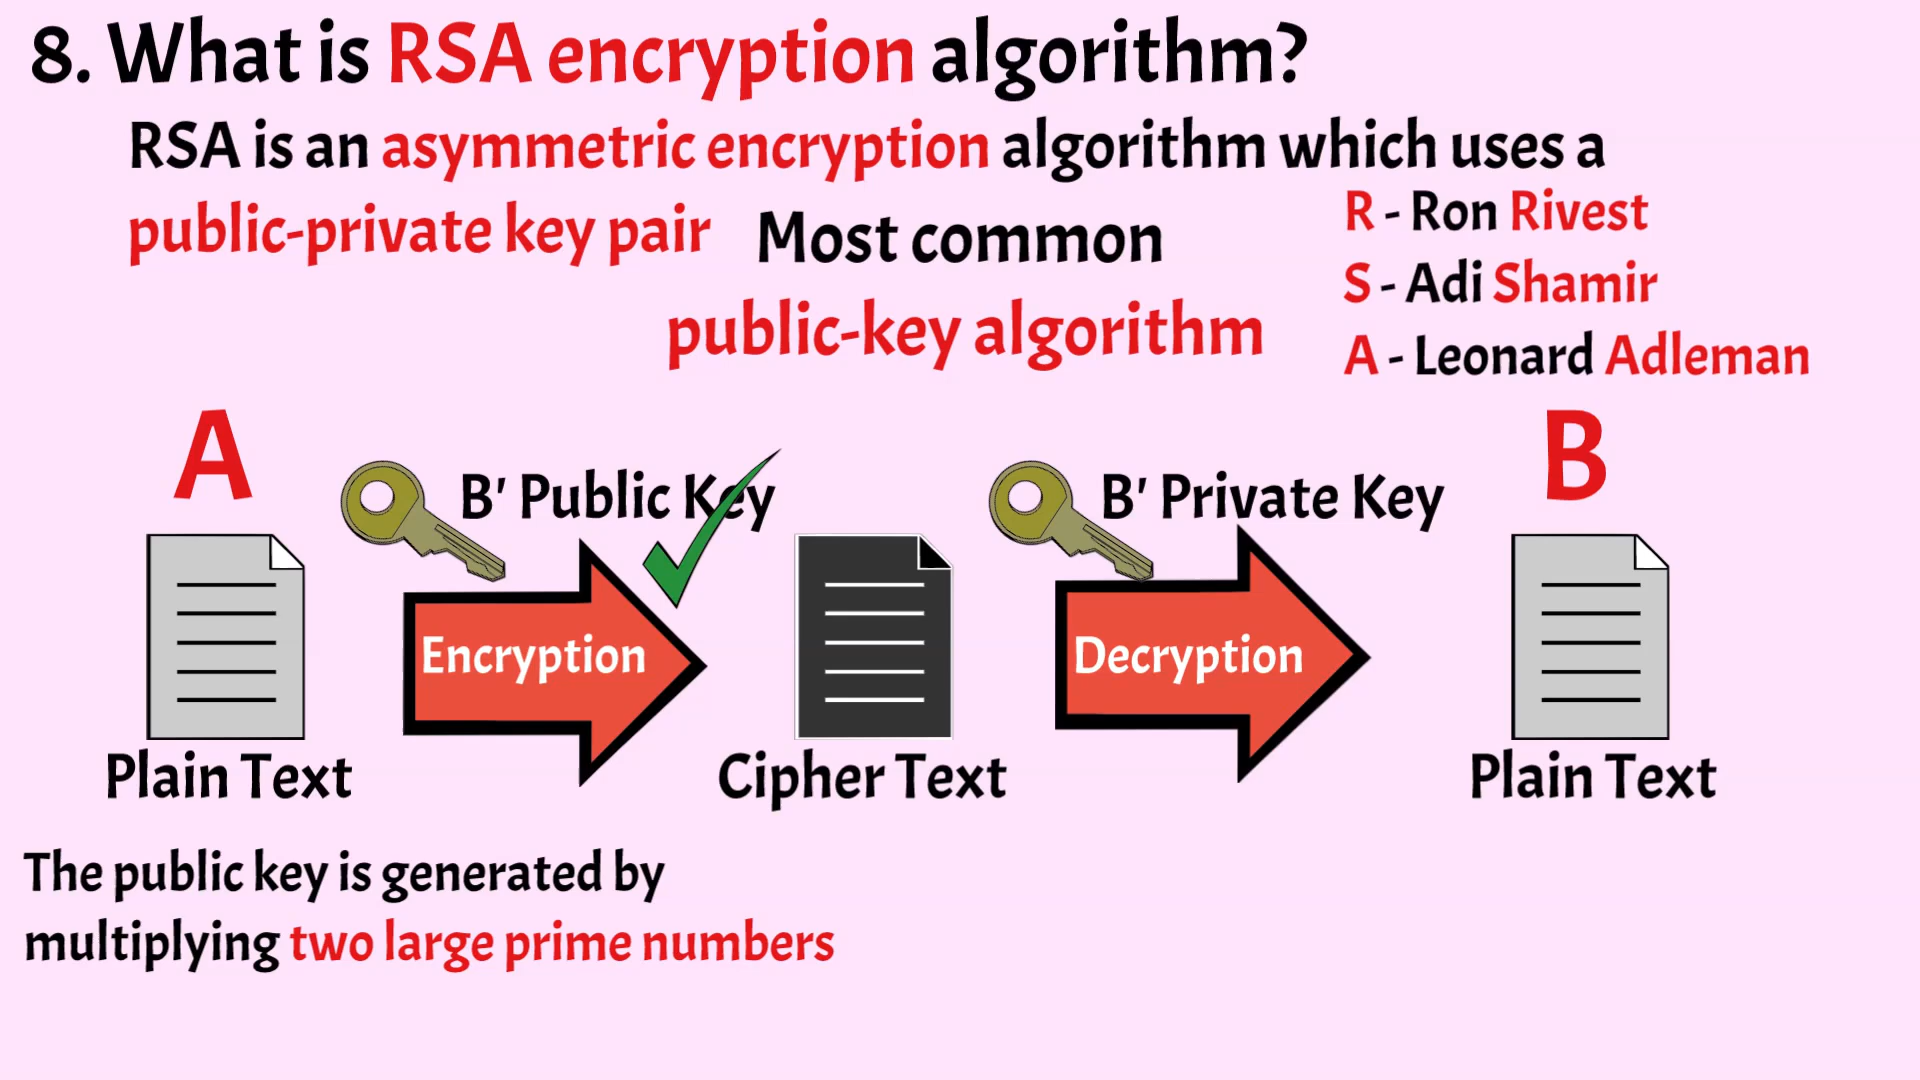 8. What is RSA encryption algorithm?
RSA is an asymmetric encryption algorithm which uses a
public-private key pair
Most common
public-key algorithm
R - Ron Rivest
S - Adi Shamir
A - Leonard Adleman
A
B' Public Key
B' Private Key
B
Encryption
Decryption
Plain Text
Cipher Text
Plain Text
The public key is generated by
multiplying two large prime numbers